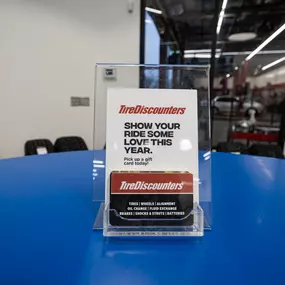 TireDiscounters
SHOW YOUR
RIDE SOME
LOVE THIS
YEAR.
Pick up a gift
card today!
TireDiscounters
TIRES | WHEELS | ALIGNMENT
OIL CHANGE | FLUID EXCHANGE
BRAKES | SHOCKS & STRUTS | BATTERIES